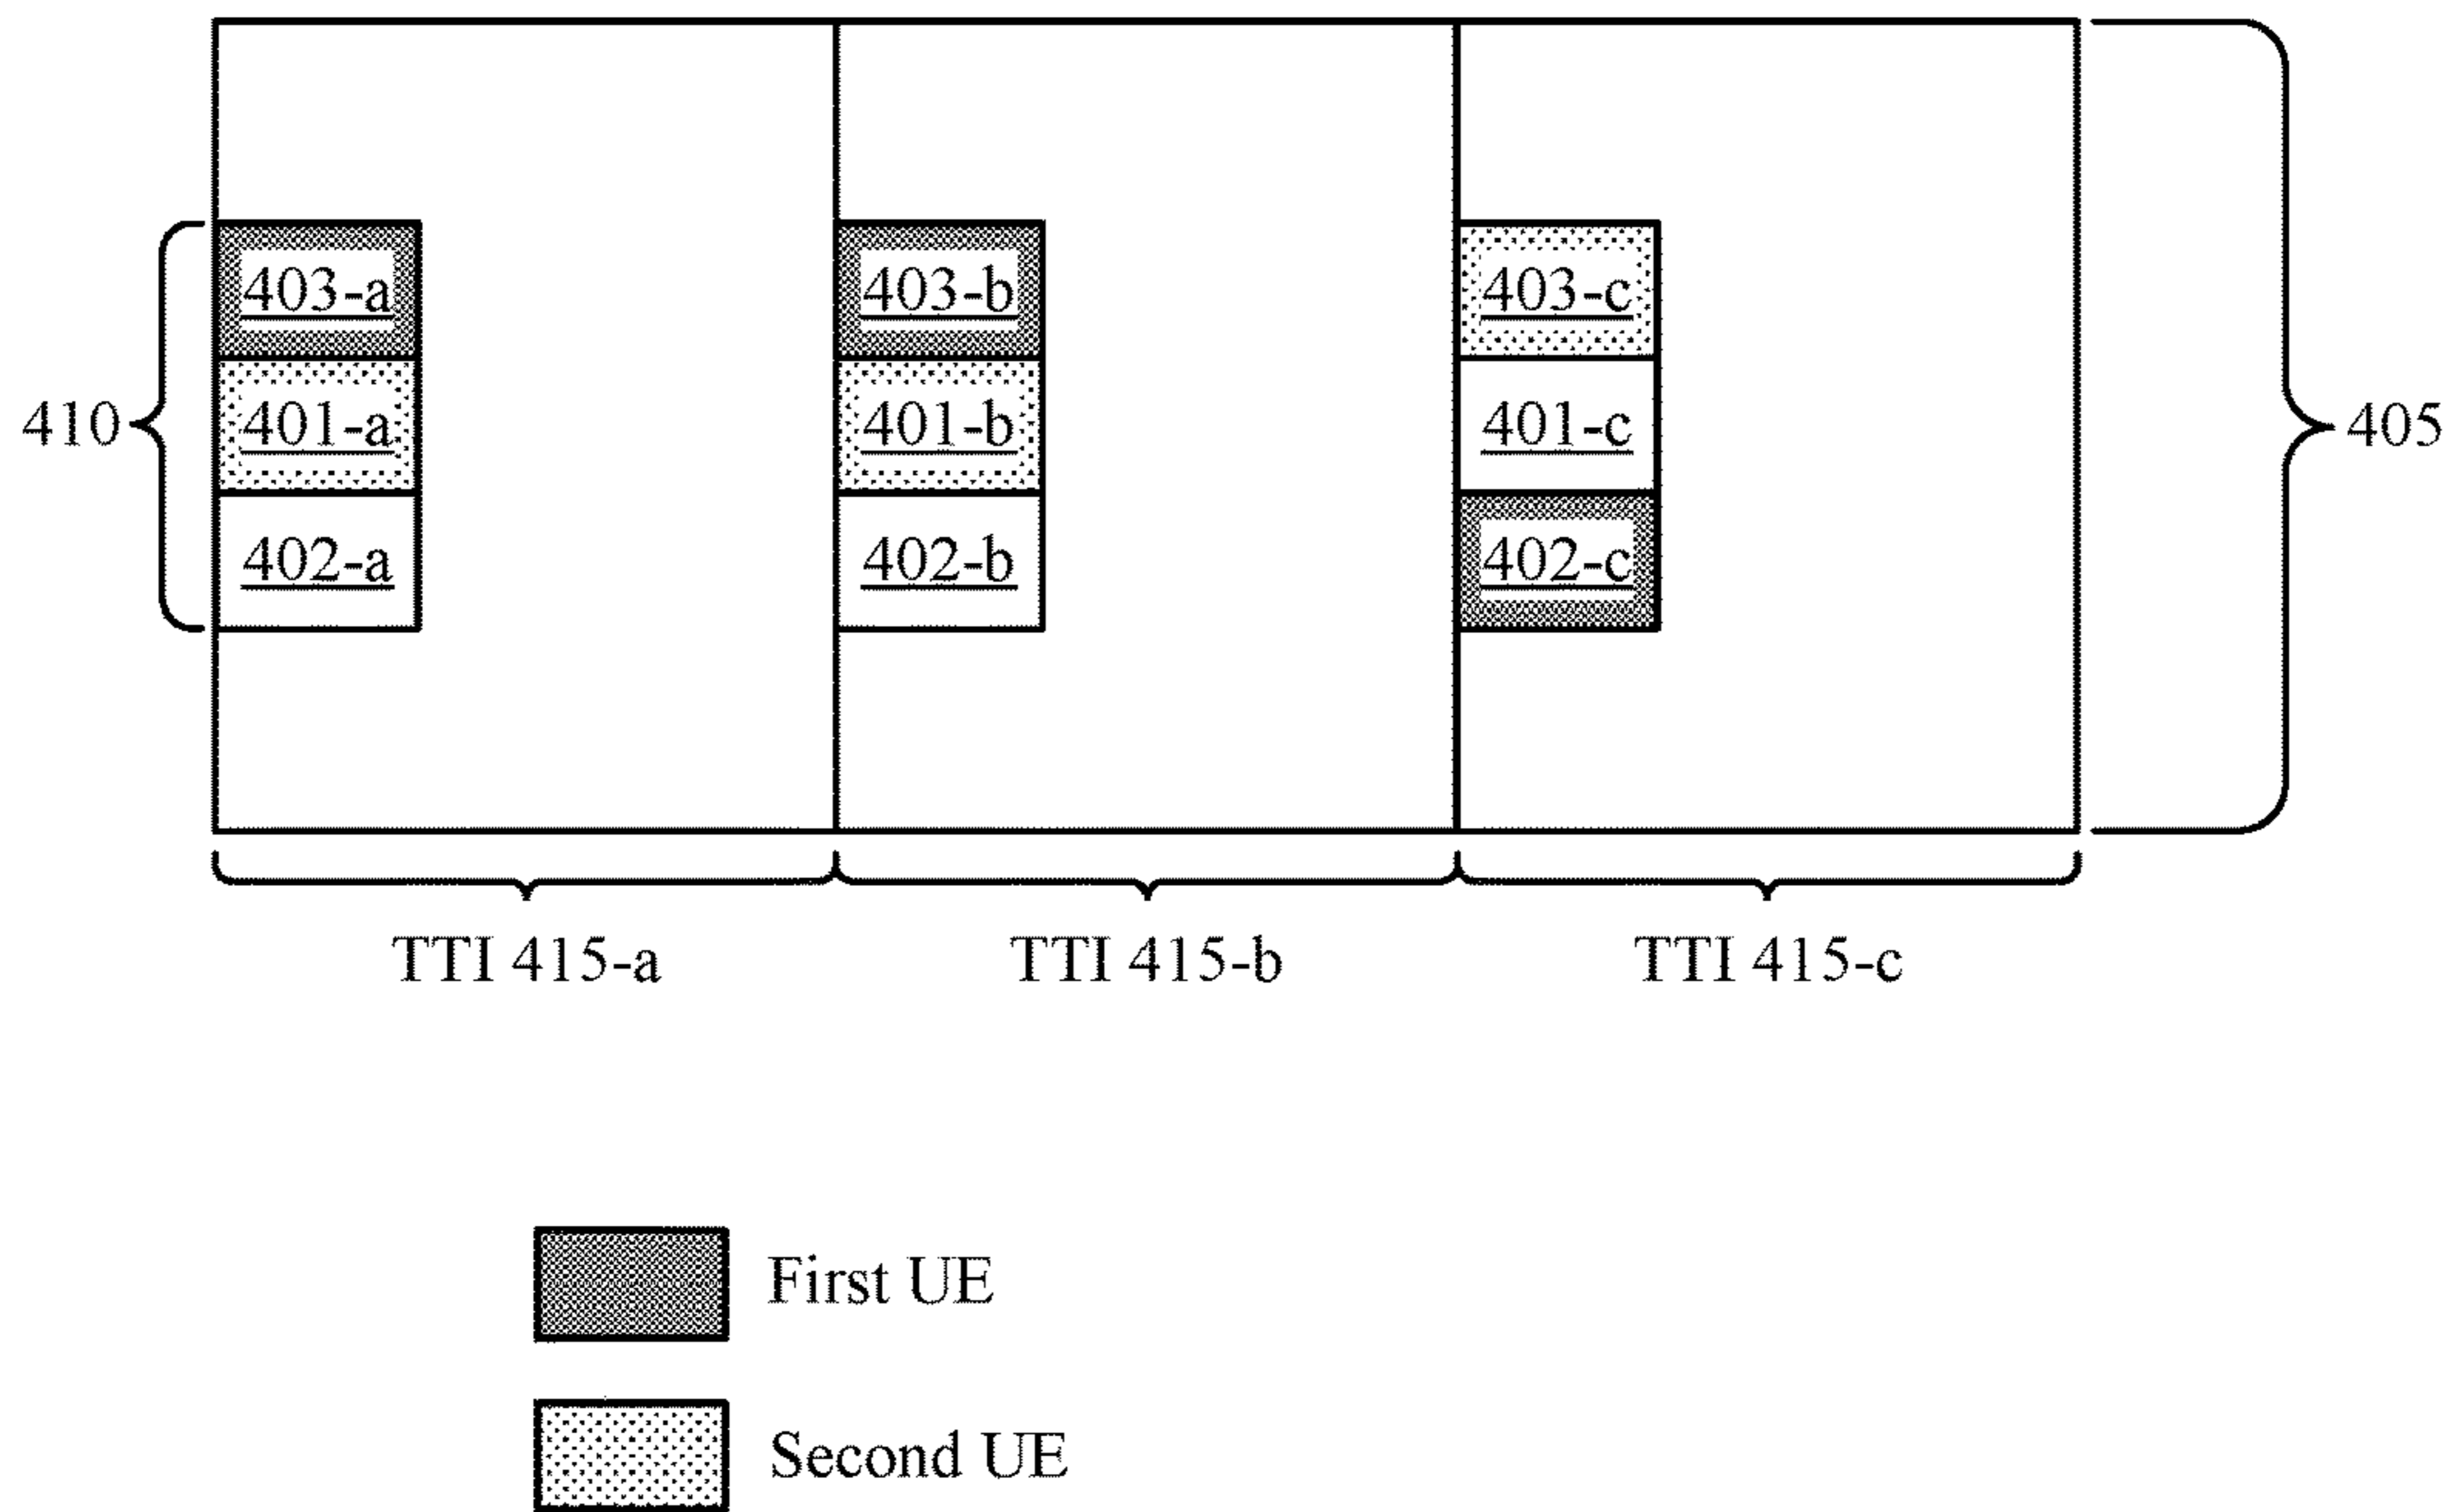 403-a 403-b 403-c
410 401-a 401-b 401-c 405
402-a 402-b 402-c
TTI 415-a TTI 415-b TTI 415-c
First UE
Second UE